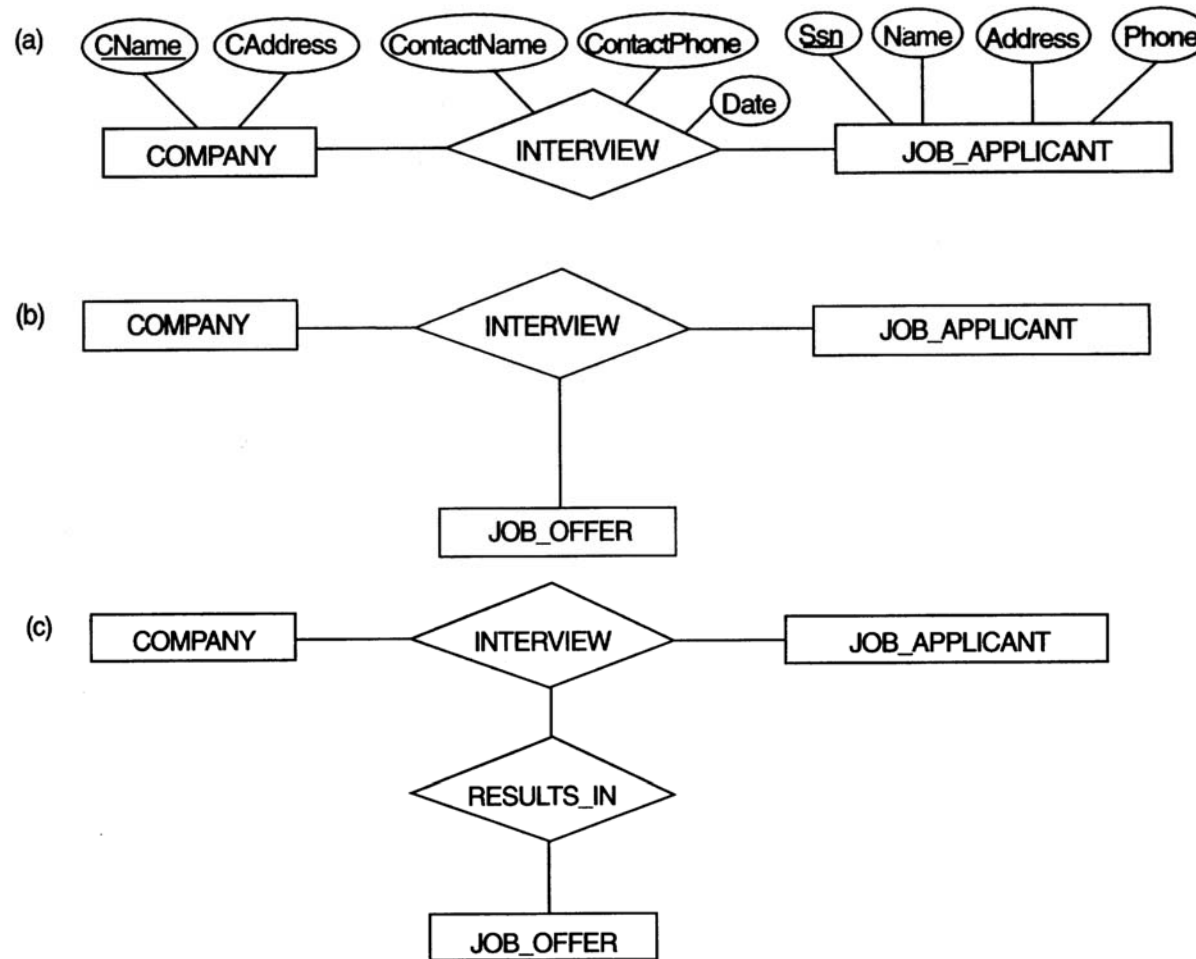 (a) CName CAddress ContactName ContactPhone Ssn Name Address Phone
Date
COMPANY INTERVIEW JOB_APPLICANT
(b) COMPANY INTERVIEW JOB_APPLICANT
JOB_OFFER
(c) COMPANY INTERVIEW JOB_APPLICANT
RESULTS_IN
JOB_OFFER